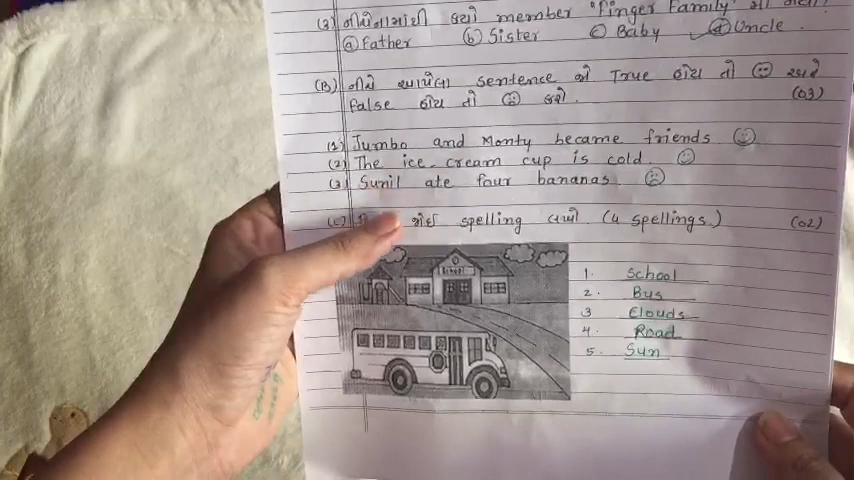 (3) નીચેનામાંથી કયો member "Finger Family" માં નથી?
ⓐ Father ⓑ Sister ⓒ Baby ⓓ Uncle
(B) નીચે આપેલા sentence જો True હોય તો ☺ અને
False હોય તો ☹ કરો. (03)
(1) Jumbo and Monty became friends ☺
(2) The ice-cream cup is cold. ☺
(3) Sunil ate four bananas. ☹
(C) જોઈ spelling લખો (4 spellings.) (02)
School
1. School
2. Bus
3 Clouds
4. Road
5. Sun